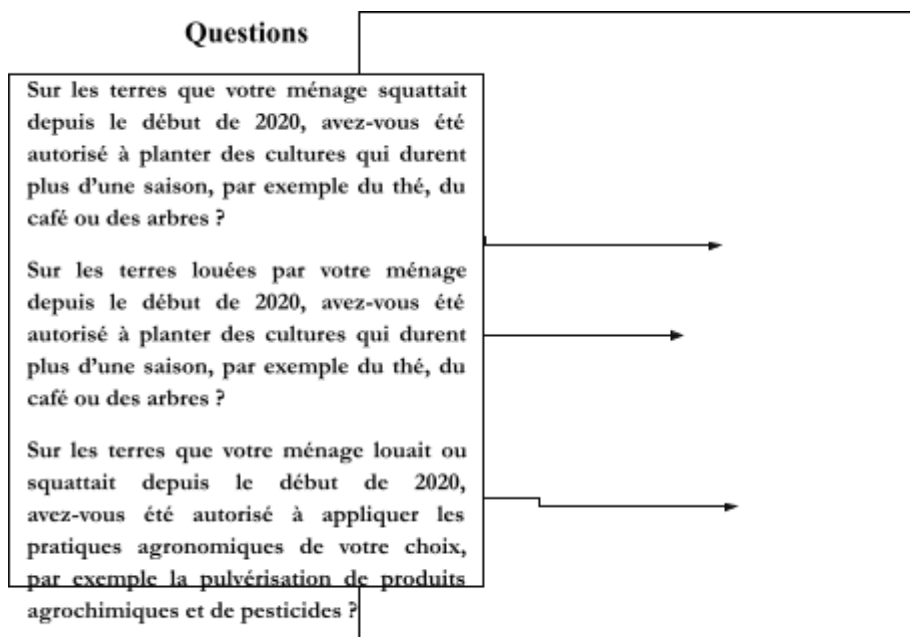 Questions
Sur les terres que votre ménage squattait
depuis le début de 2020, avez-vous été
autorisé à planter des cultures qui durent
plus d'une saison, par exemple du thé, du
café ou des arbres ?
Sur les terres louées par votre ménage
depuis le début de 2020, avez-vous été
autorisé à planter des cultures qui durent
plus d'une saison, par exemple du thé, du
café ou des arbres ?
Sur les terres que votre ménage louait ou
squattait depuis le début de 2020,
avez-vous été autorisé à appliquer les
pratiques agronomiques de votre choix,
par exemple la pulvérisation de produits
agrochimiques et de pesticides ?